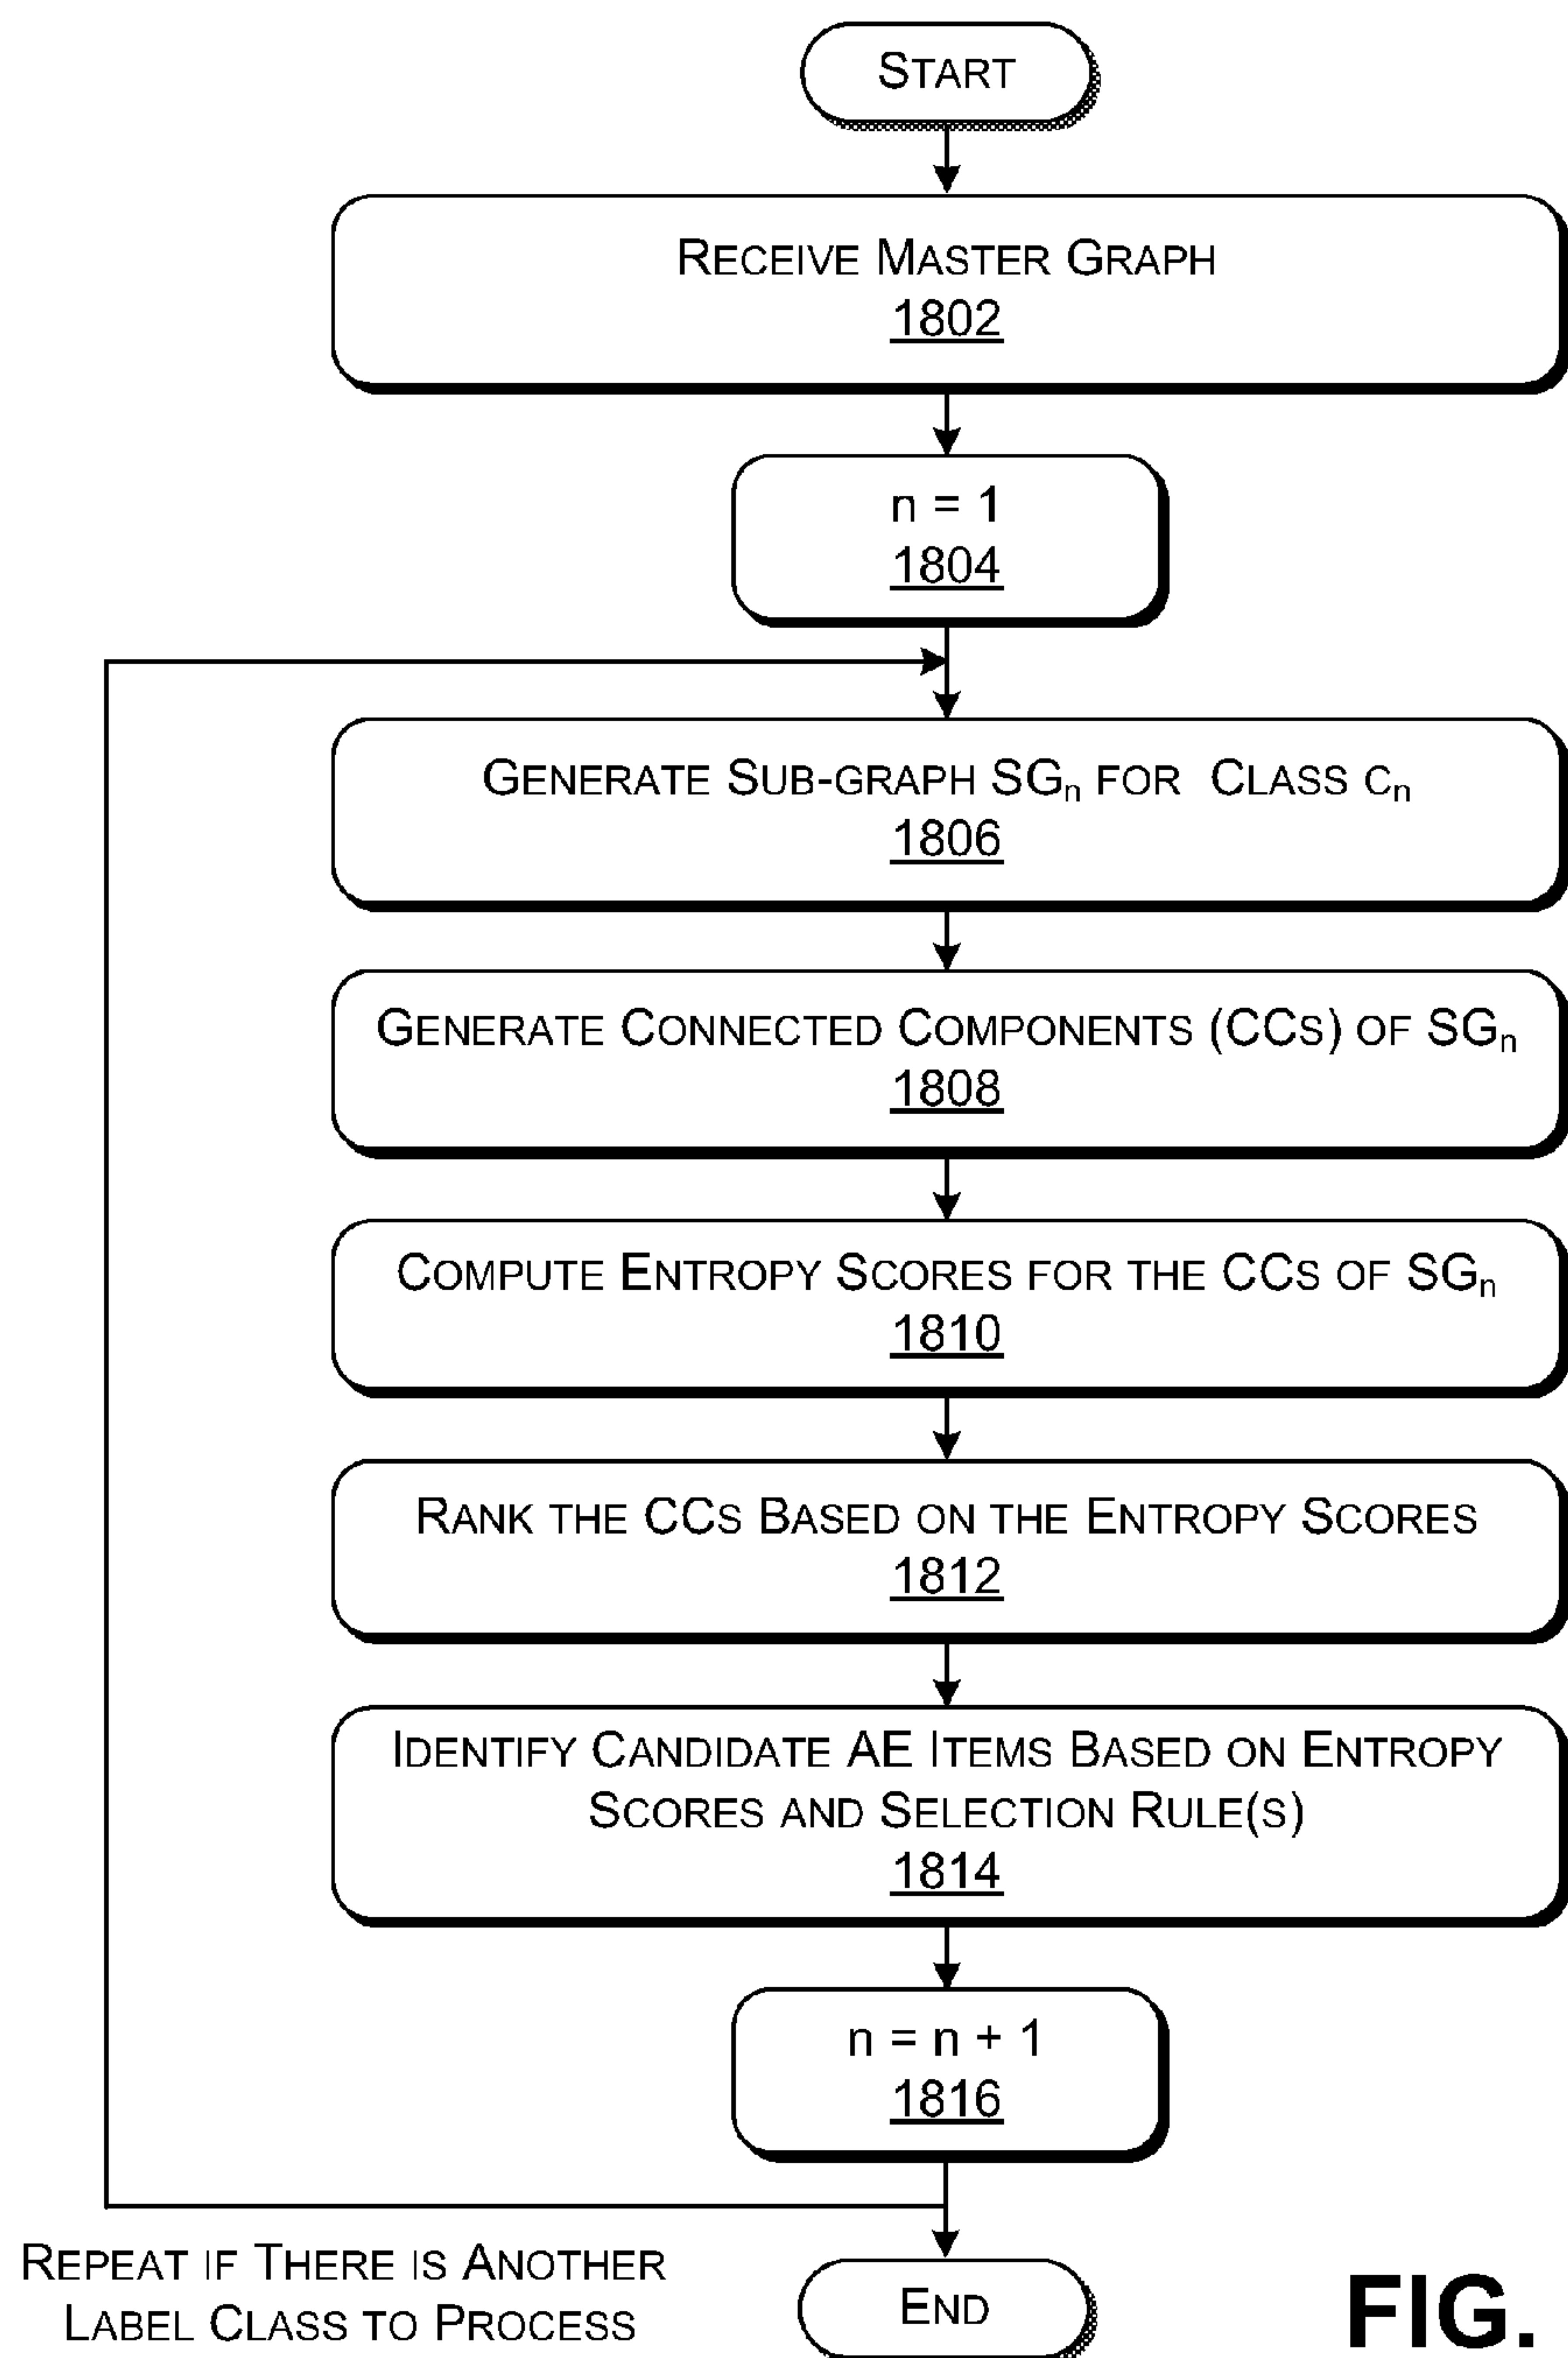 START
RECEIVE MASTER GRAPH
1802
n = 1
1804
GENERATE SUB-GRAPH SGn FOR CLASS Cn
1806
GENERATE CONNECTED COMPONENTS (CCS) OF SGn
1808
COMPUTE ENTROPY SCORES FOR THE CCS OF SGn
1810
RANK THE CCS BASED ON THE ENTROPY SCORES
1812
IDENTIFY CANDIDATE AE ITEMS BASED ON ENTROPY
SCORES AND SELECTION RULE(S)
1814
n = n + 1
1816
REPEAT IF THERE IS ANOTHER
LABEL CLASS TO PROCESS
END
FIG.